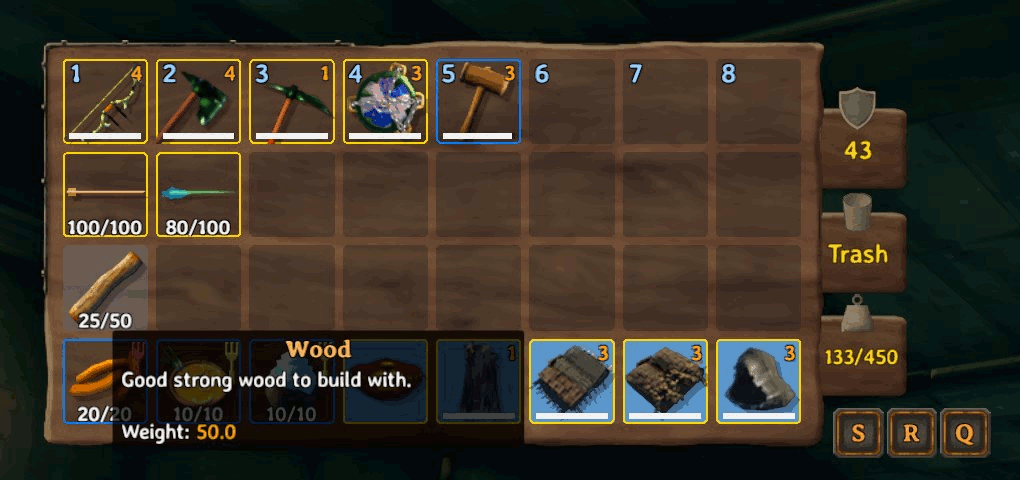 1 4 2 4 3 1 4 3 5 3 6 7 8
43
100/100 80/100
Trash
25/50
133/450
Wood
1 3 3 3
Good strong wood to build with.
20/20 10/10 10/10
Weight: 50.0
S R Q